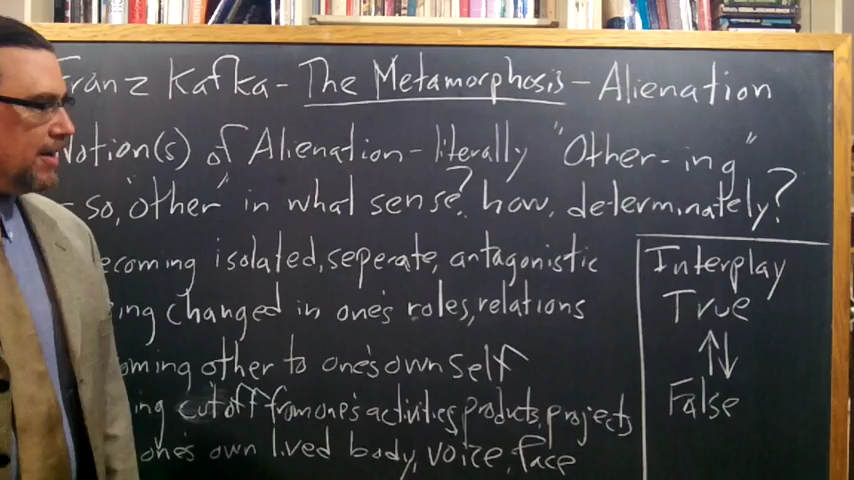 Franz Kafka - The Metamorphosis - Alienation
Notion(s) of Alienation - literally "Other-ing"
- so, "other" in what sense? how, determinately?
ecoming isolated, seperate, antagonistic
ing changed in one's roles, relations
oming other to one's own self
ing cut off from one's activities, products, projects
one's own lived body, voice, face
Interplay
True
↑↓
False